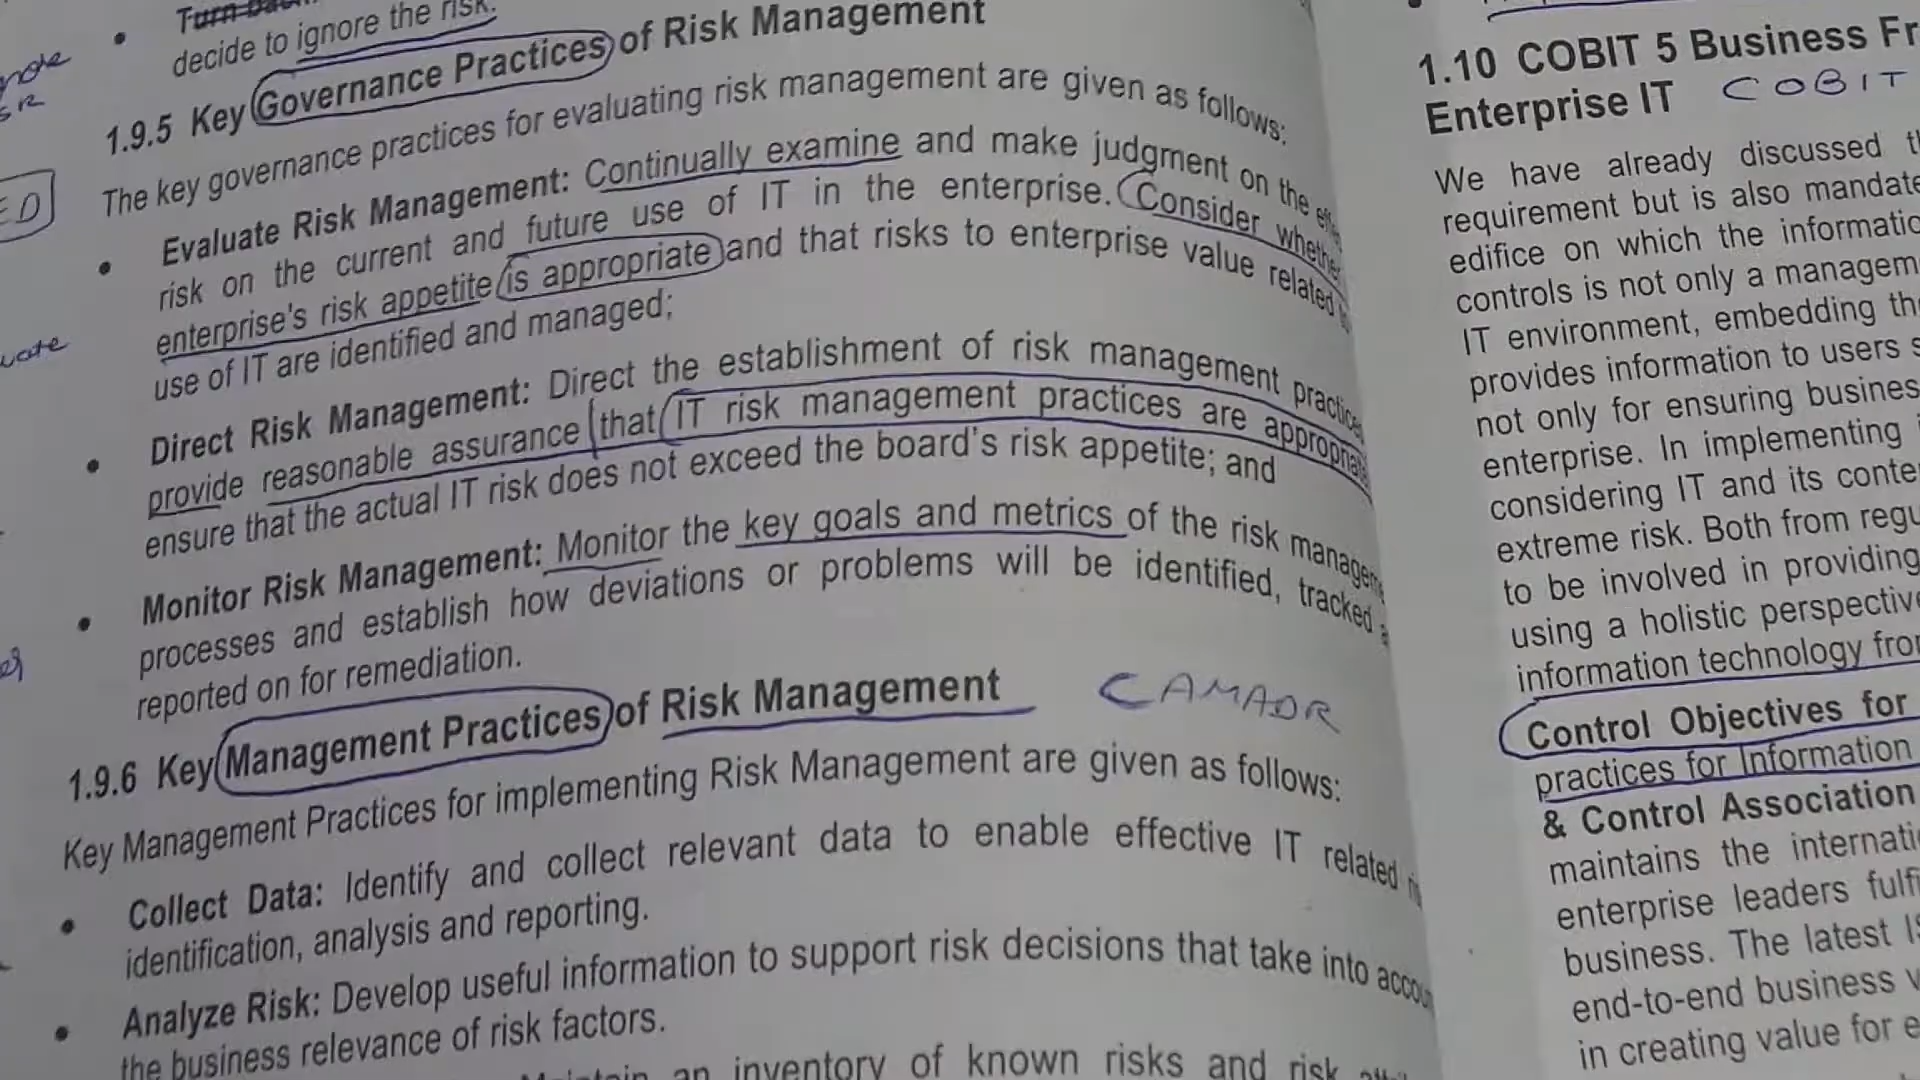 decide to ignore the risk.
1.9.5 Key Governance Practices of Risk Management
The key governance practices for evaluating risk management are given as follows:
• Evaluate Risk Management: Continually examine and make judgment on the
risk on the current and future use of IT in the enterprise. Consider whether
enterprise's risk appetite is appropriate and that risks to enterprise value related
use of IT are identified and managed;
• Direct Risk Management: Direct the establishment of risk management practices
provide reasonable assurance that IT risk management practices are appropriate
ensure that the actual IT risk does not exceed the board's risk appetite; and
• Monitor Risk Management: Monitor the key goals and metrics of the risk
processes and establish how deviations or problems will be identified, tracked
reported on for remediation.
1.9.6 Key Management Practices of Risk Management CAMADR
Key Management Practices for implementing Risk Management are given as follows:
• Collect Data: Identify and collect relevant data to enable effective IT related
identification, analysis and reporting.
• Analyze Risk: Develop useful information to support risk decisions that take into
the business relevance of risk factors.
an inventory of known risks and risk
1.10 COBIT 5 Business
Enterprise IT COBIT
We have already discussed
requirement but is also
edifice on which the
controls is not only a
IT environment, embedding
provides information to users
not only for ensuring
enterprise. In implementing
considering IT and its
extreme risk. Both from
to be involved in providing
using a holistic
information technology
Control Objectives for
practices for Information
& Control Association
maintains the
enterprise leaders
business. The latest
end-to-end business
in creating value for